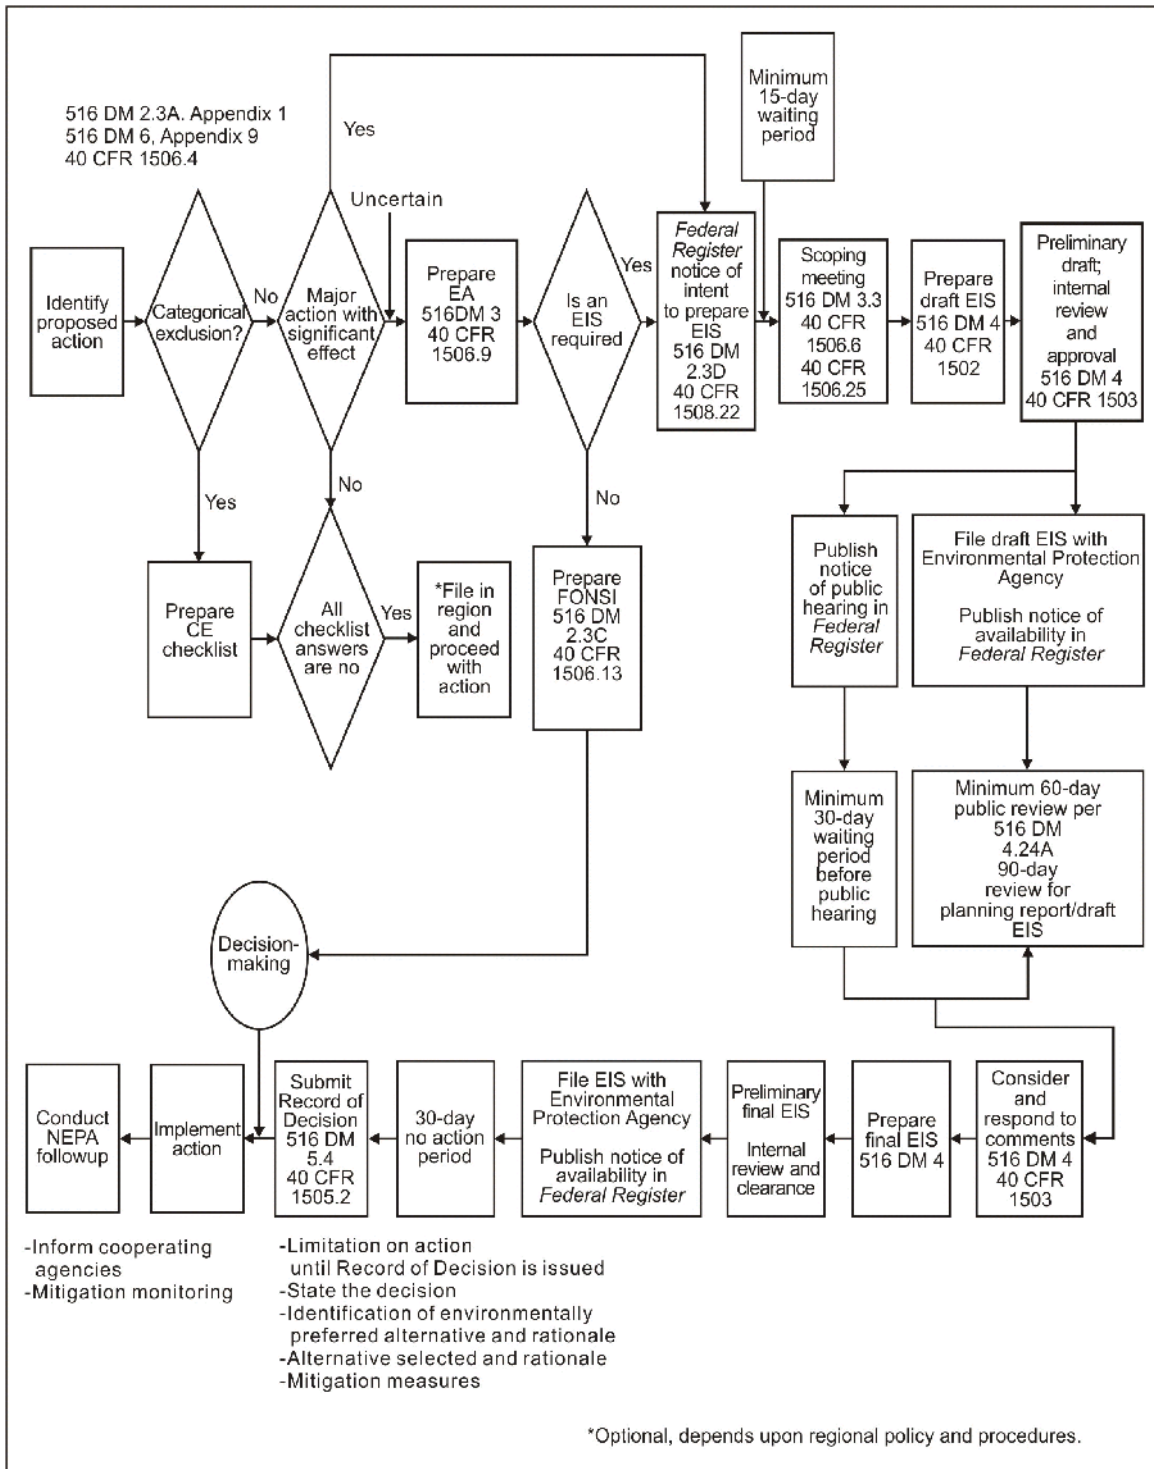 516 DM 2.3A. Appendix 1
516 DM 6, Appendix 9
40 CFR 1506.4
Yes
Minimum
15-day
waiting
period
Uncertain
Identify
proposed
action
Categorical
exclusion?
No
Major
action with
significant
effect
Prepare
EA
516DM 3
40 CFR
1506.9
Is an
EIS
required
Yes
Federal
Register
notice of
intent
to prepare
EIS
516 DM
2.3D
40 CFR
1508.22
Scoping
meeting
516 DM 3.3
40 CFR
1506.6
40 CFR
1506.25
Prepare
draft EIS
516 DM 4
40 CFR
1502
Preliminary
draft;
internal
review
and
approval
516 DM 4
40 CFR 1503
Yes
No
No
Prepare
CE
checklist
All
checklist
answers
are no
Yes
*File in
region
and
proceed
with
action
Prepare
FONSI
516 DM
2.3C
40 CFR
1506.13
Publish
notice
of public
hearing in
Federal
Register
File draft EIS with
Environmental Protection
Agency
Publish notice of
availability in
Federal Register
Minimum
30-day
waiting
period
before
public
hearing
Minimum 60-day
public review per
516 DM
4.24A
90-day
review for
planning report/draft
EIS
Decision-
making
Conduct
NEPA
followup
Implement
action
Submit
Record of
Decision
516 DM
5.4
40 CFR
1505.2
30-day
no action
period
File EIS with
Environmental
Protection Agency
Publish notice of
availability in
Federal Register
Preliminary
final EIS
Internal
review and
clearance
Prepare
final EIS
516 DM 4
Consider
and
respond to
comments
516 DM 4
40 CFR
1503
-Inform cooperating
agencies
-Mitigation monitoring
-Limitation on action
until Record of Decision is issued
-State the decision
-Identification of environmentally
preferred alternative and rationale
-Alternative selected and rationale
-Mitigation measures
*Optional, depends upon regional policy and procedures.